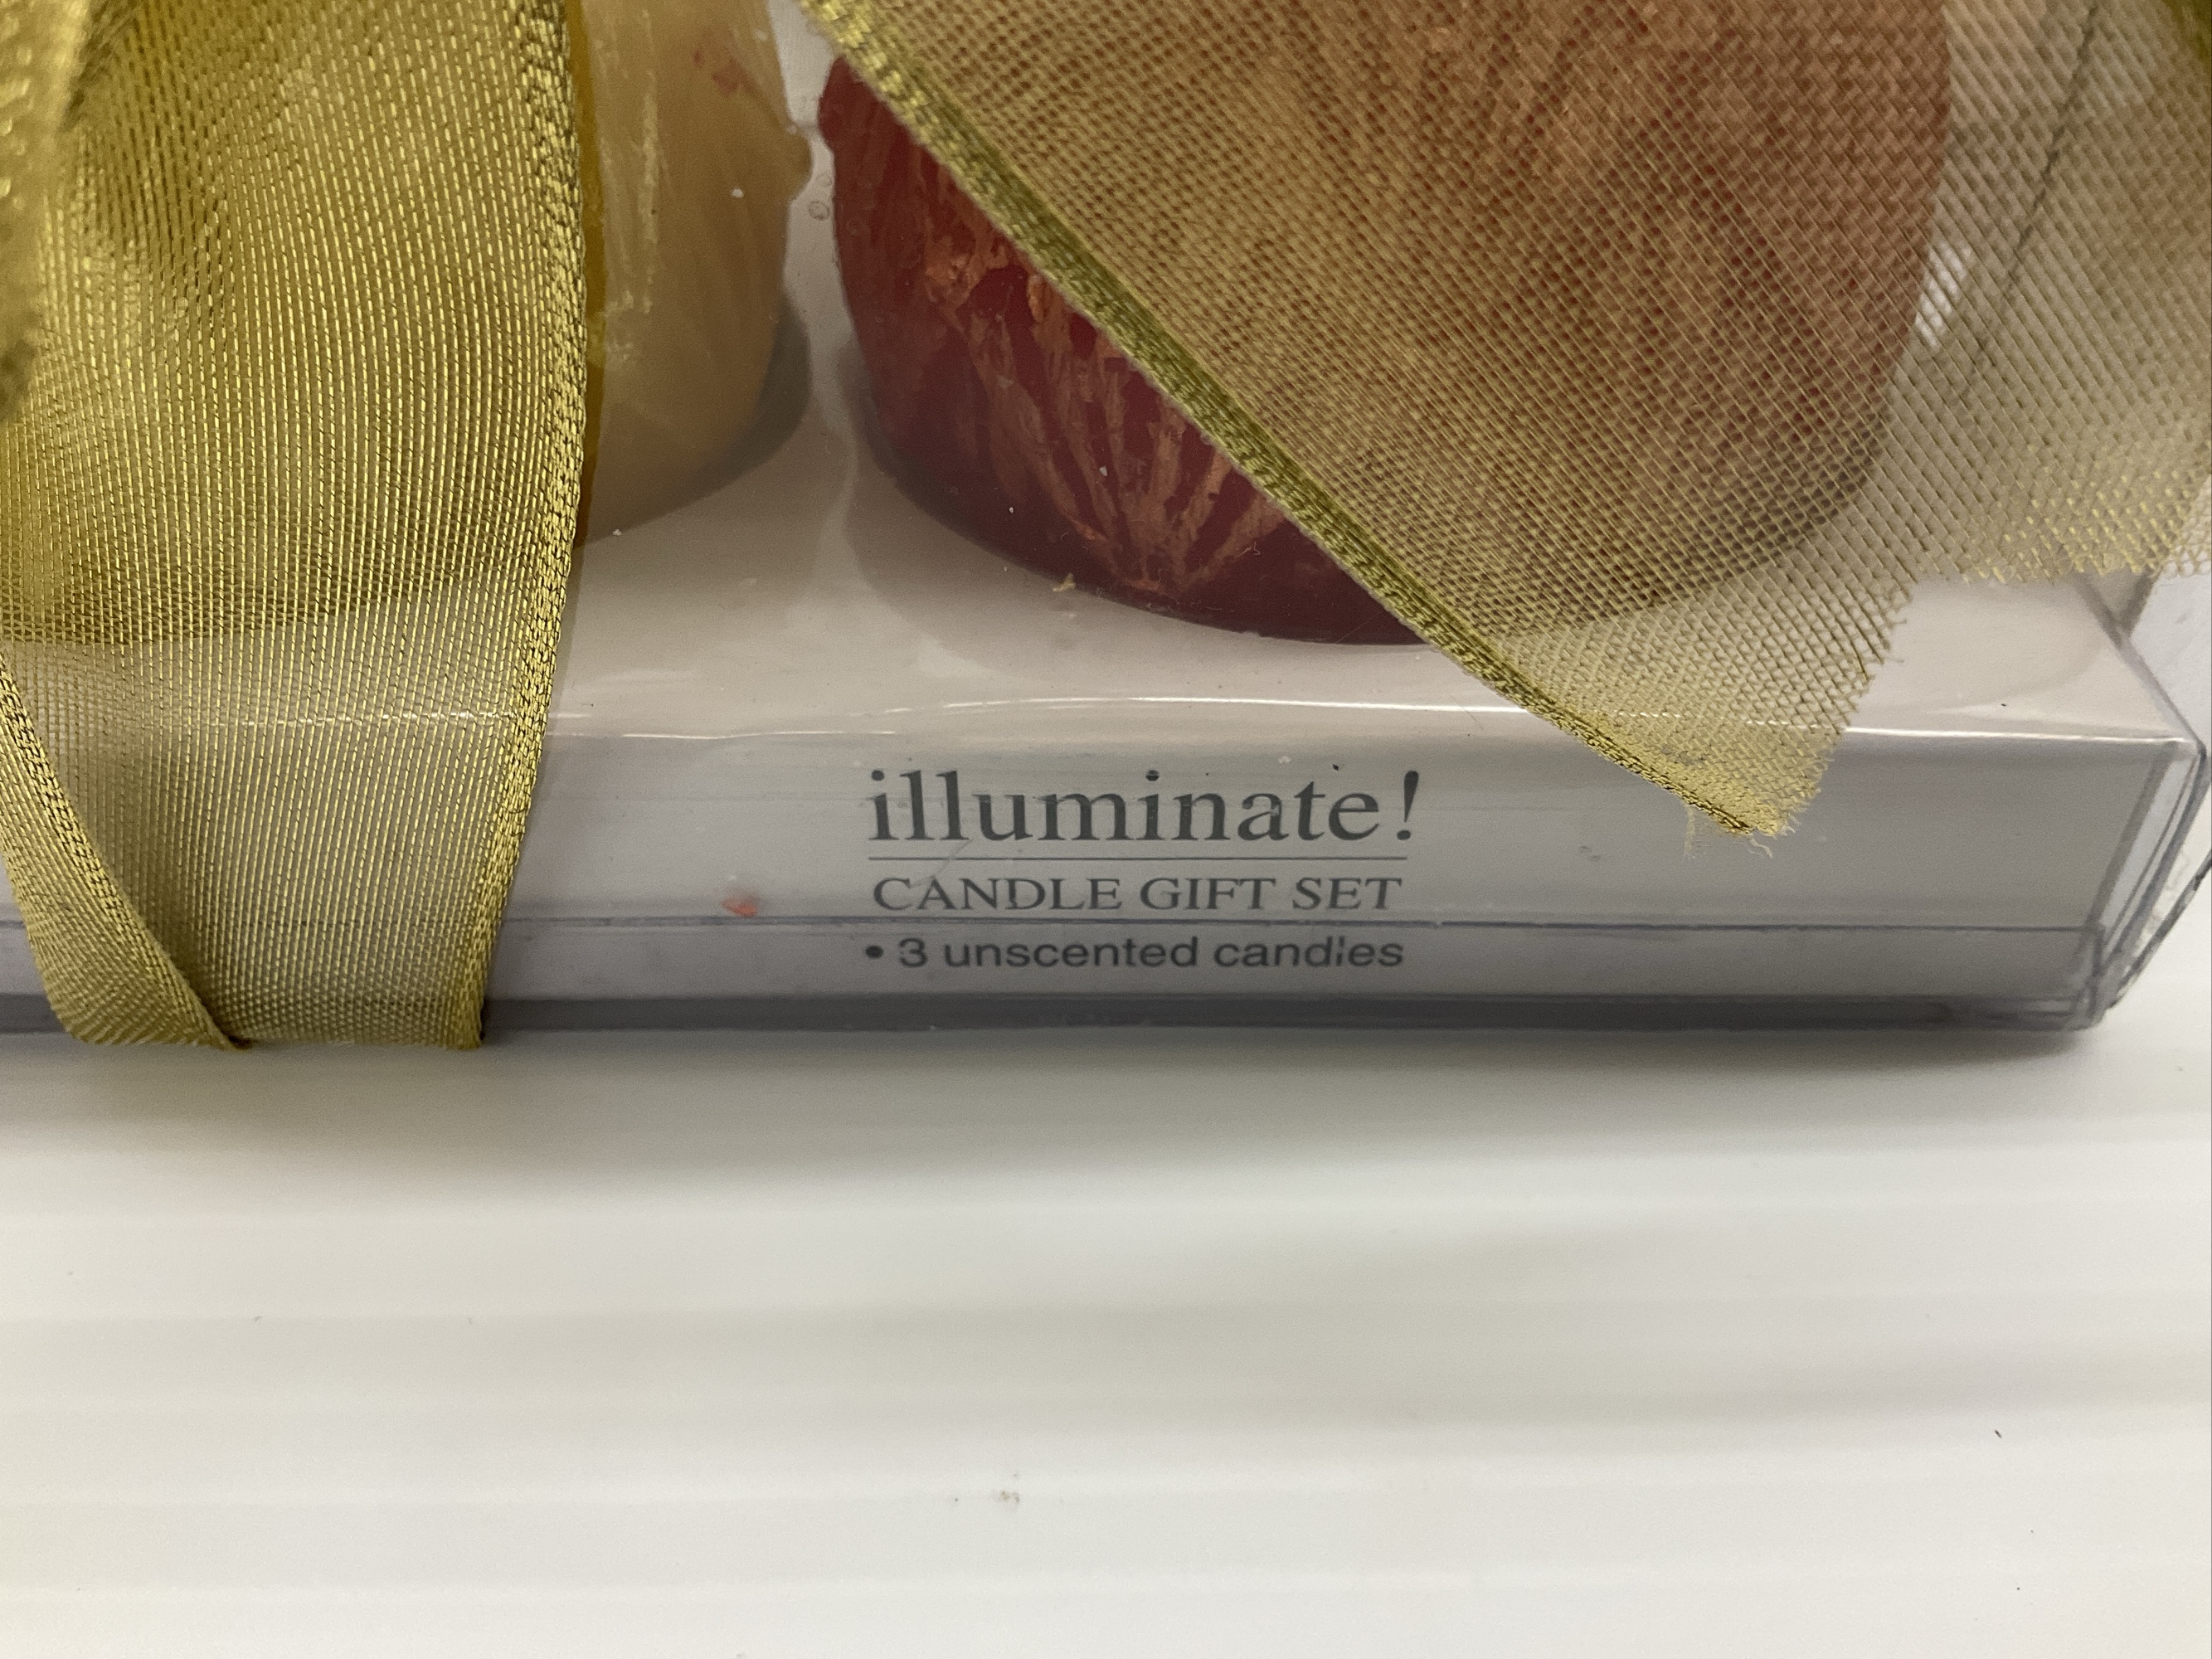 illuminate!
CANDLE GIFT SET
• 3 unscented candles